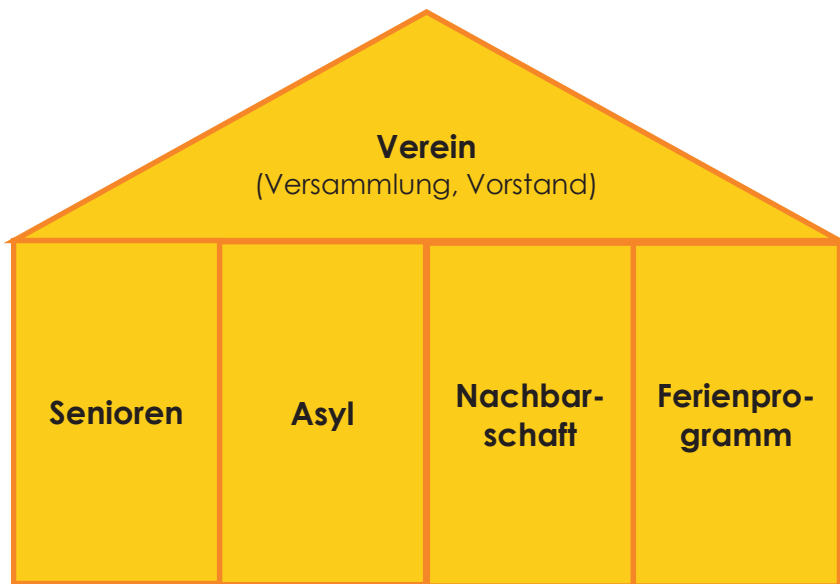 Verein
(Versammlung, Vorstand)
Senioren
Asyl
Nachbar-
schaft
Ferienpro-
gramm